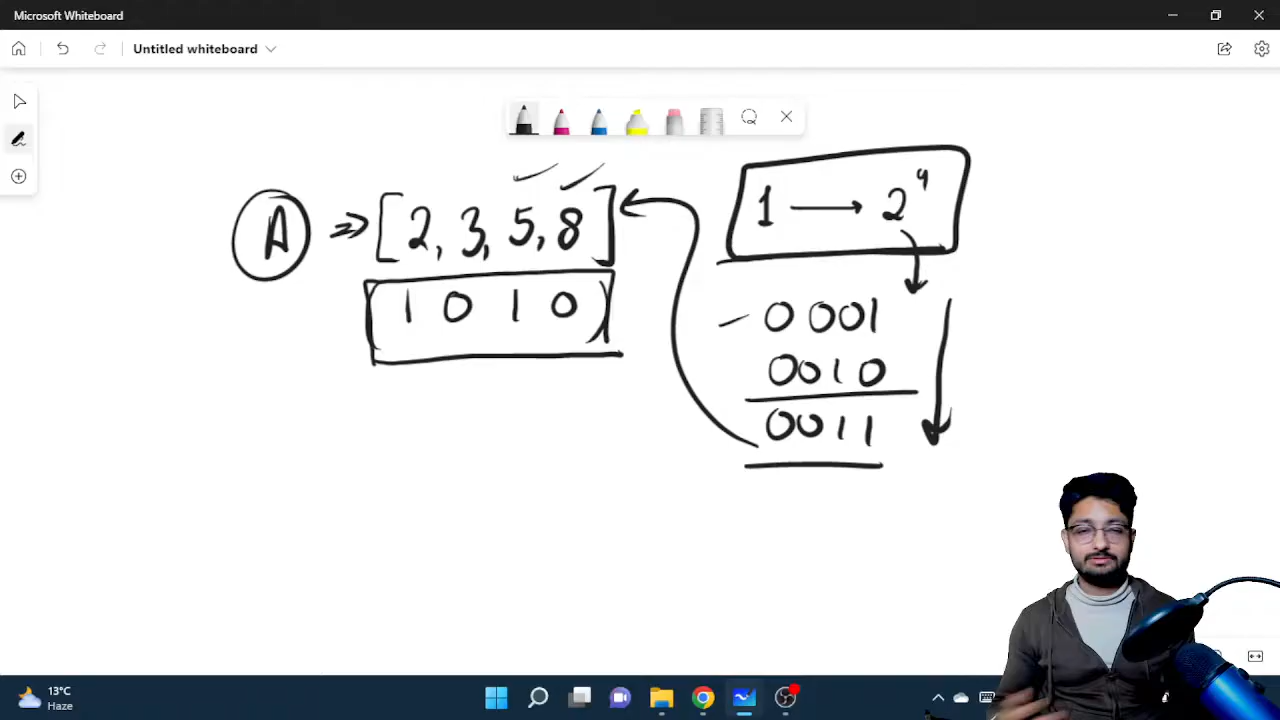 Microsoft Whiteboard
Untitled whiteboard
A ⇒ [2, 3, 5, 8]
1 0 1 0
1 → 2⁴
0001
0010
0011
13°C
Haze